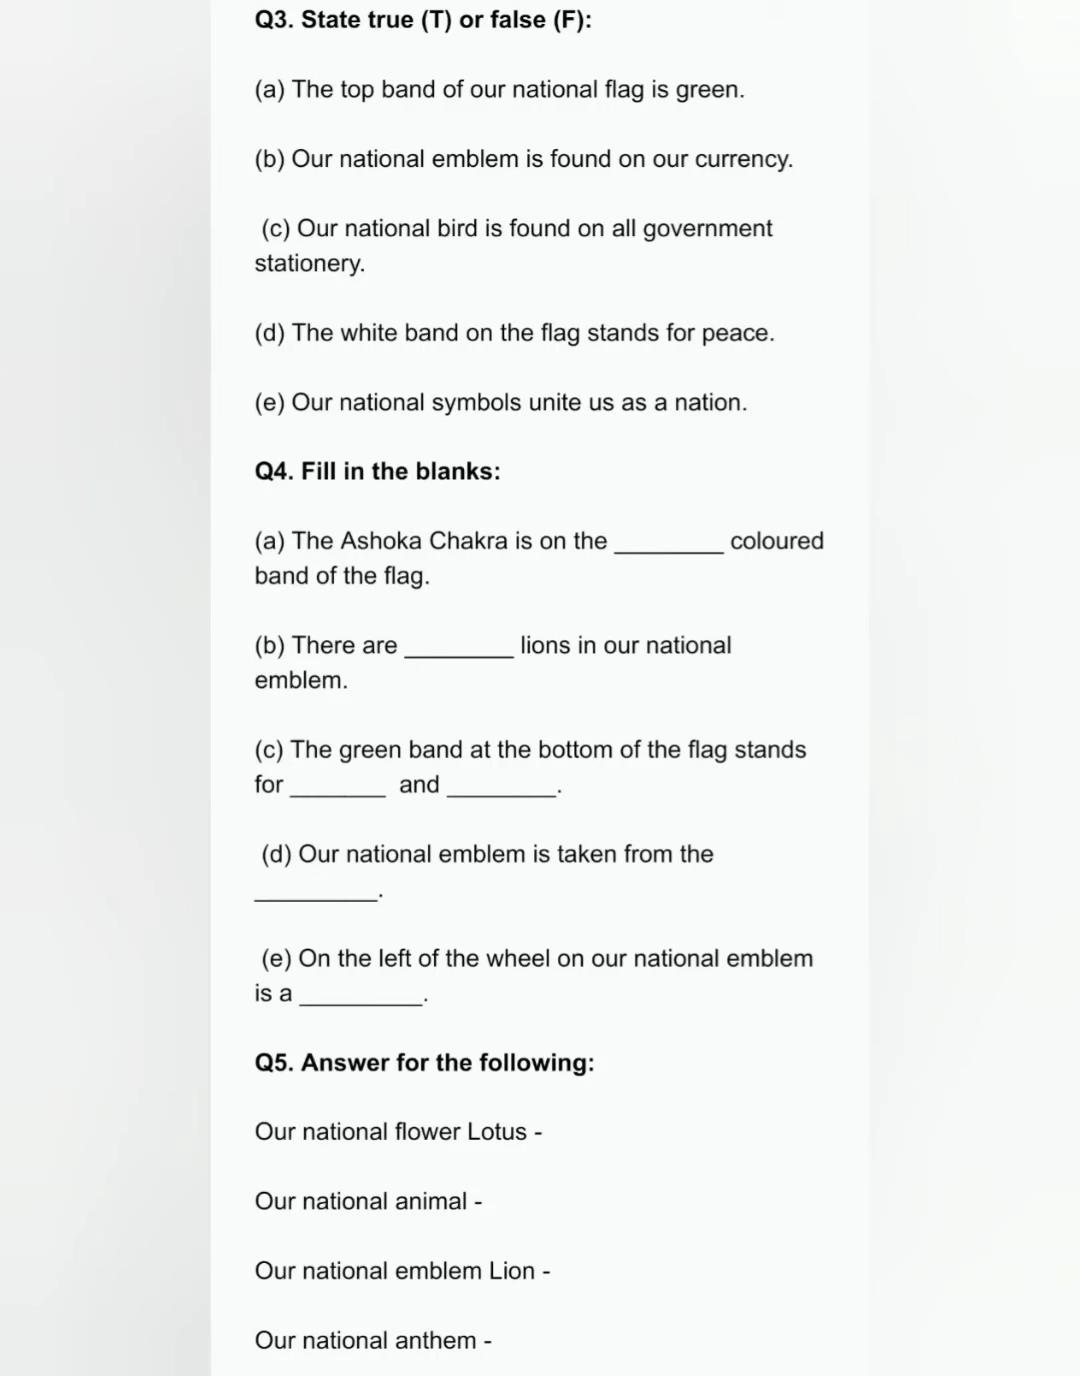 Q3. State true (T) or false (F):
(a) The top band of our national flag is green.
(b) Our national emblem is found on our currency.
(c) Our national bird is found on all government
stationery.
(d) The white band on the flag stands for peace.
(e) Our national symbols unite us as a nation.
Q4. Fill in the blanks:
(a) The Ashoka Chakra is on the ________ coloured
band of the flag.
(b) There are ________ lions in our national
emblem.
(c) The green band at the bottom of the flag stands
for _______ and ________.
(d) Our national emblem is taken from the
_________.
(e) On the left of the wheel on our national emblem
is a _________.
Q5. Answer for the following:
Our national flower Lotus -
Our national animal -
Our national emblem Lion -
Our national anthem -